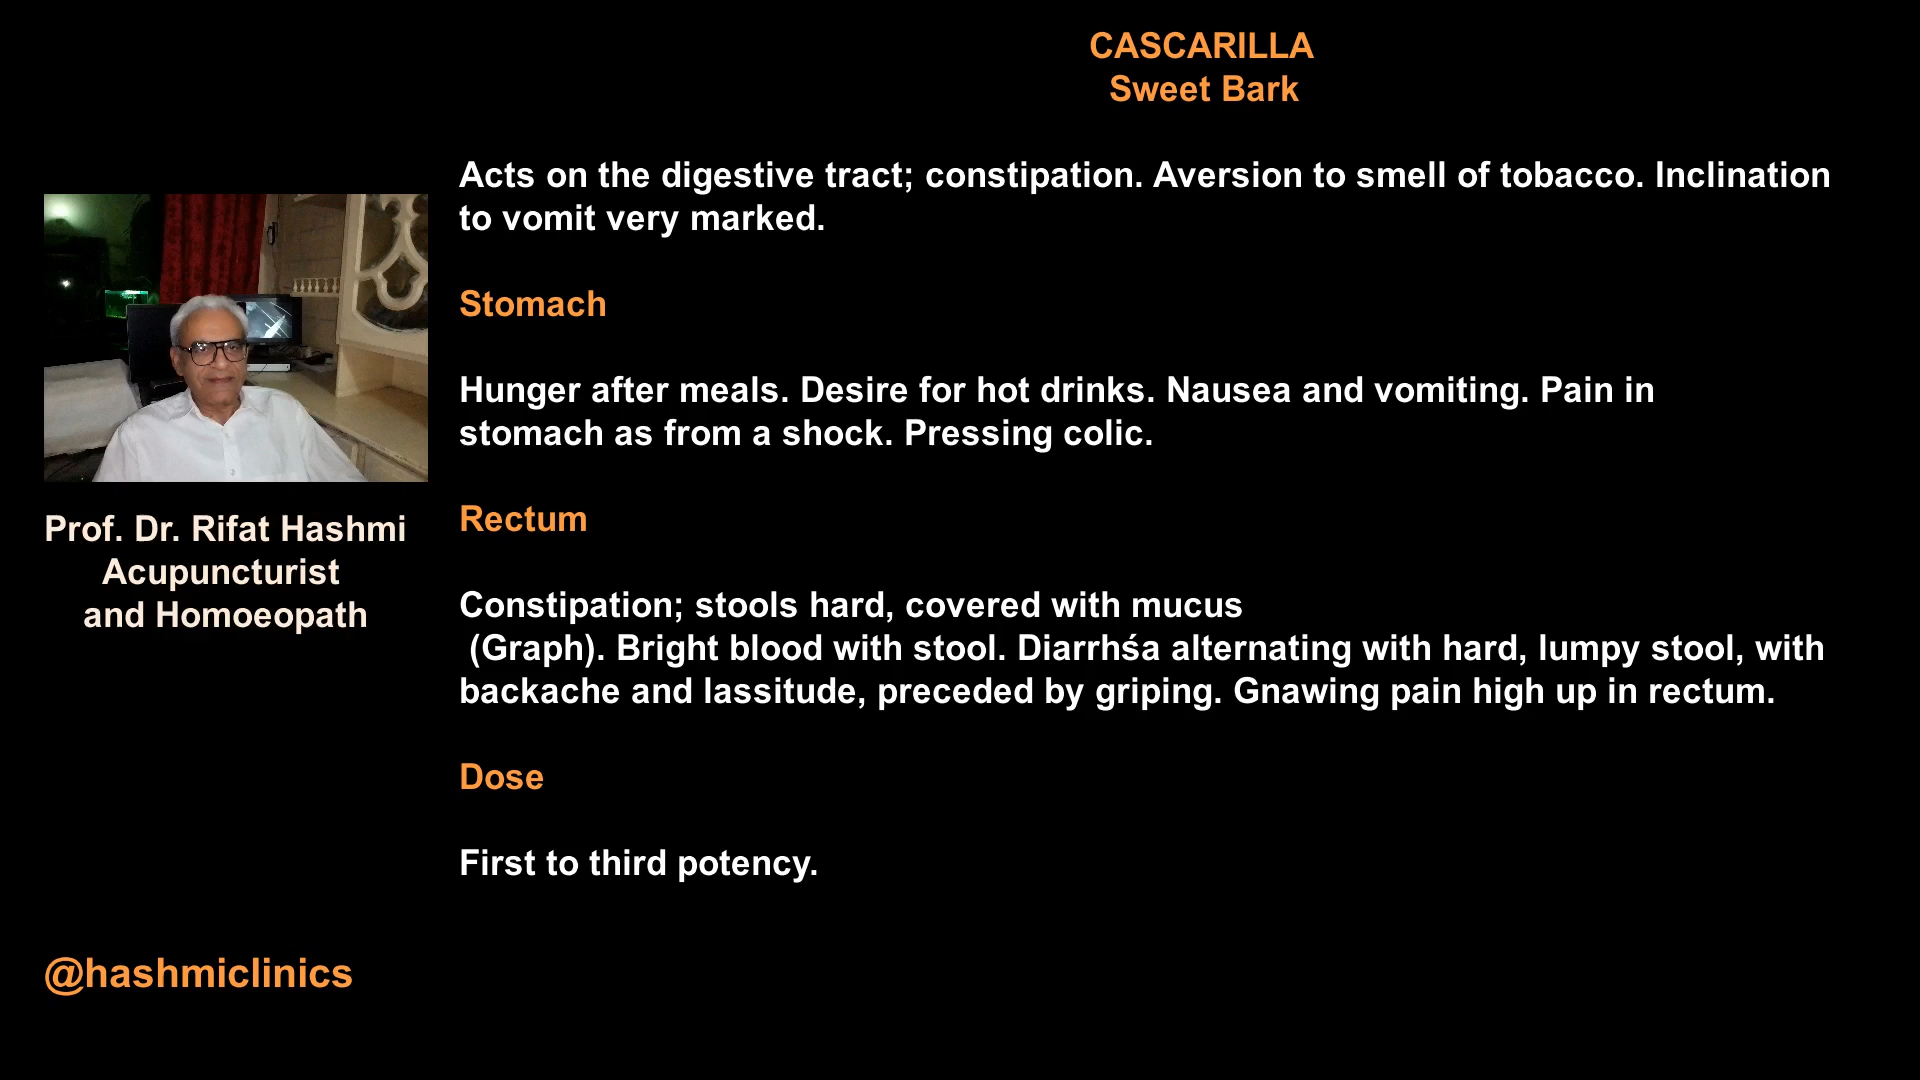 CASCARILLA
Sweet Bark
Acts on the digestive tract; constipation. Aversion to smell of tobacco. Inclination
to vomit very marked.
Stomach
Hunger after meals. Desire for hot drinks. Nausea and vomiting. Pain in
stomach as from a shock. Pressing colic.
Rectum
Constipation; stools hard, covered with mucus
(Graph). Bright blood with stool. Diarrhśa alternating with hard, lumpy stool, with
backache and lassitude, preceded by griping. Gnawing pain high up in rectum.
Dose
First to third potency.
Prof. Dr. Rifat Hashmi
Acupuncturist
and Homoeopath
@hashmiclinics